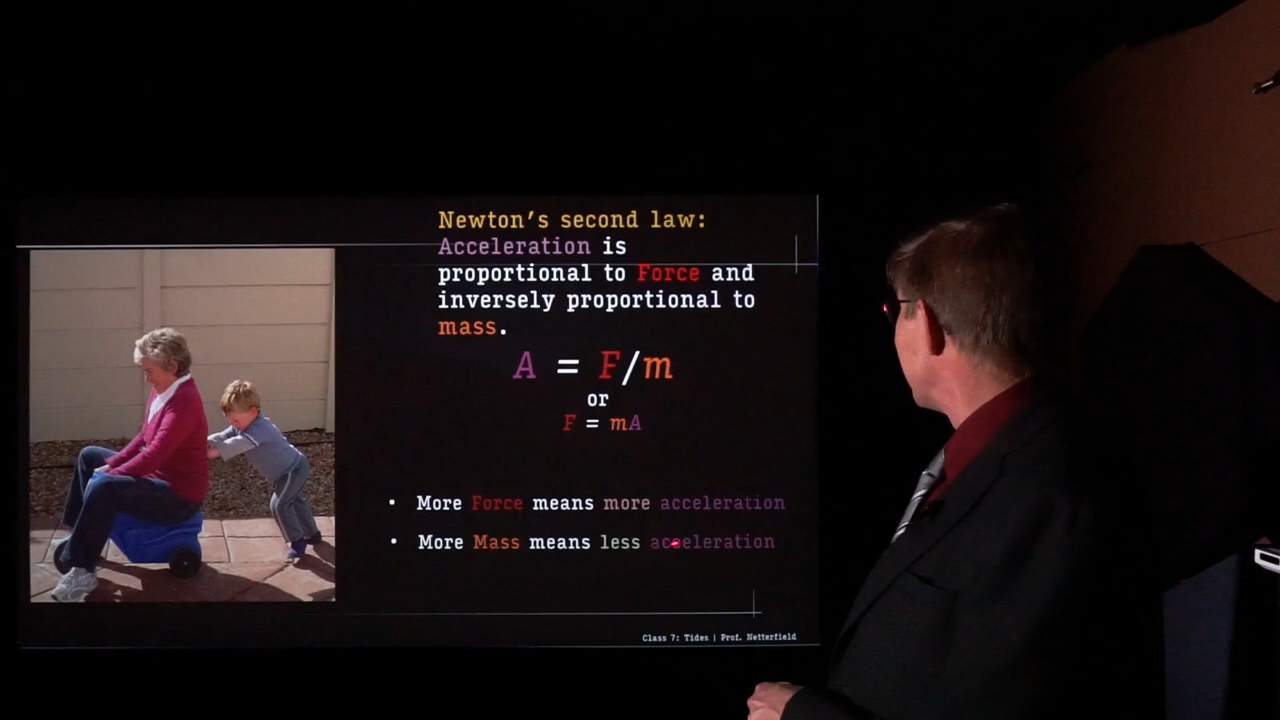 Newton's second law:
Acceleration is
proportional to Force and
inversely proportional to
mass.
A = F/m
or
F = mA
• More Force means more acceleration
• More Mass means less acceleration
Class 7: Tides | Prof. Netterfield